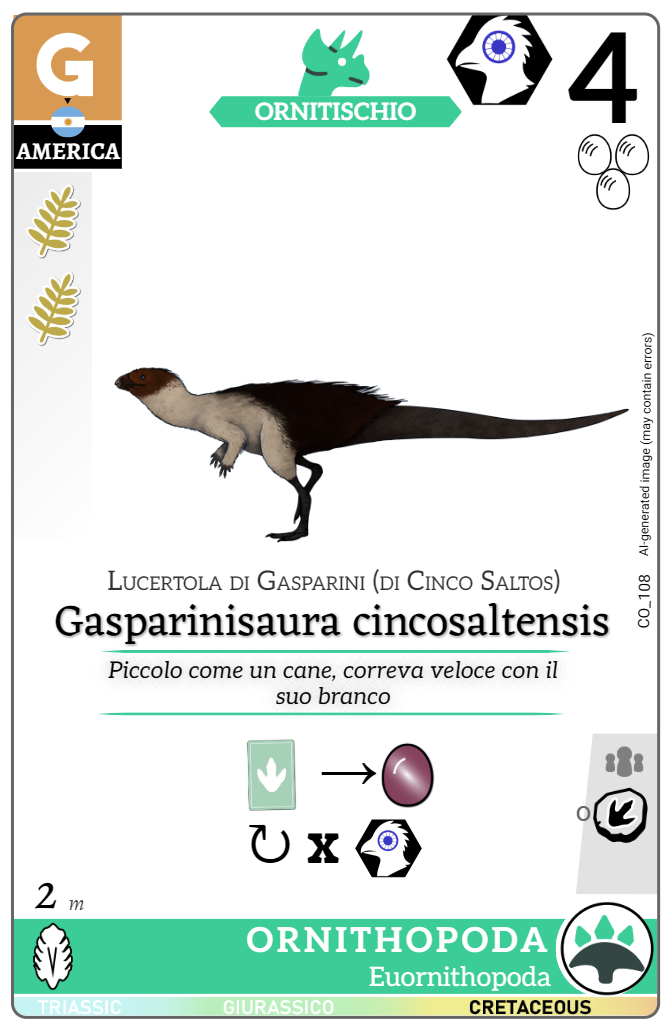 G
AMERICA
ORNITISCHIO
4
AI-generated image (may contain errors)
CO_108
Lucertola di Gasparini (di Cinco Saltos)
Gasparinisaura cincosaltensis
Piccolo come un cane, correva veloce con il
suo branco
x
O
2 m
ORNITHOPODA
Euornithopoda
TRIASSIC
GIURASSICO
CRETACEOUS